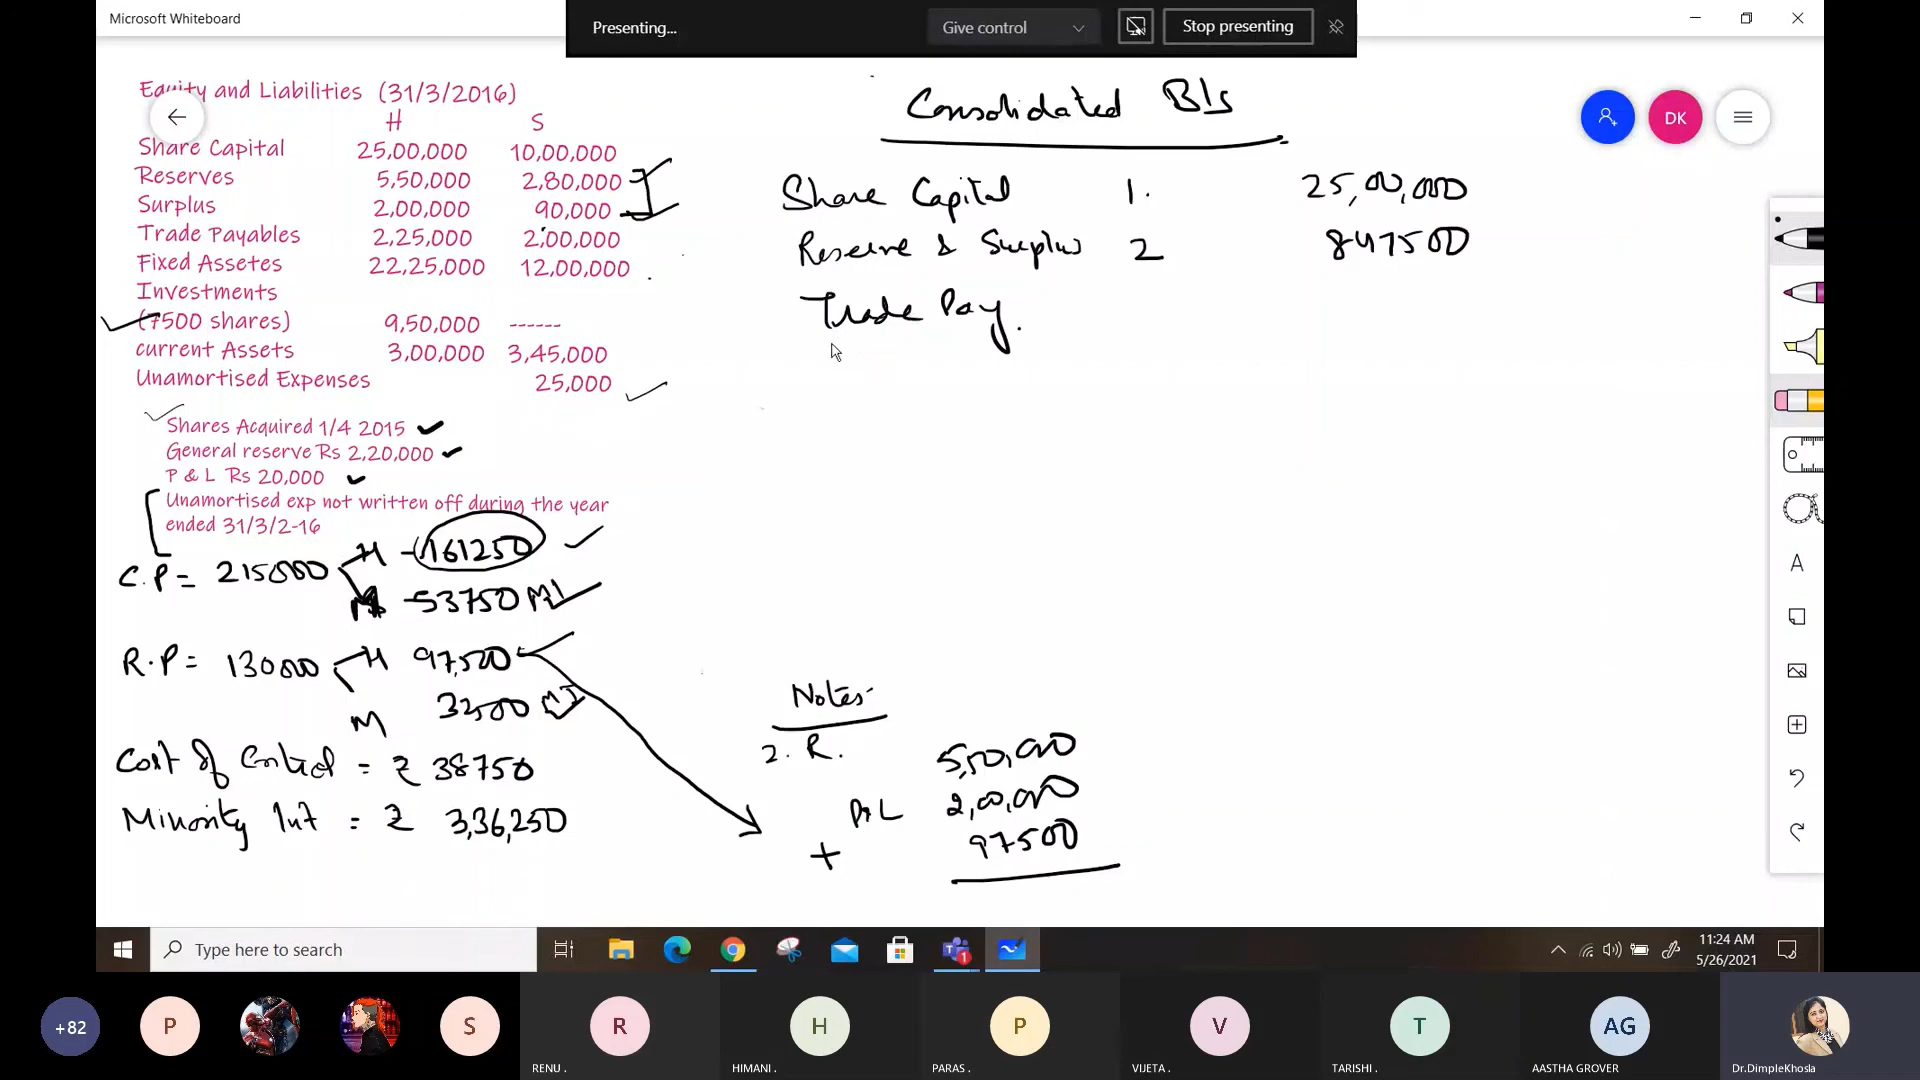 Microsoft Whiteboard
Presenting...
Give control
Stop presenting
Equity and Liabilities (31/3/2016)
H S
Share Capital 25,00,000 10,00,000
Reserves 5,50,000 2,80,000
Surplus 2,00,000 90,000
Trade Payables 2,25,000 2,00,000
Fixed Assetes 22,25,000 12,00,000
Investments
(7500 shares) 9,50,000 ------
current Assets 3,00,000 3,45,000
Unamortised Expenses 25,000
Shares Acquired 1/4 2015
General reserve Rs 2,20,000
P & L Rs 20,000
Unamortised exp not written off during the year
ended 31/3/2-16
C.P = 215000 H - 161250
M - 53750 MI
R.P = 130000 H 97,500
M 32500 MI
Cost of Control = ₹ 38750
Minority Int = ₹ 3,36,250
Consolidated B/s
Share Capital 1. 25,00,000
Reserve & Surplus 2 847500
Trade Pay.
Notes-
2. R. 5,50,000
P&L 2,00,000
+ 97500
DK
A
Type here to search
1
11:24 AM
5/26/2021
+82
P
S
R
H
P
V
T
AG
RENU .
HIMANI .
PARAS .
VIJETA .
TARISHI .
AASTHA GROVER
Dr.DimpleKhosla